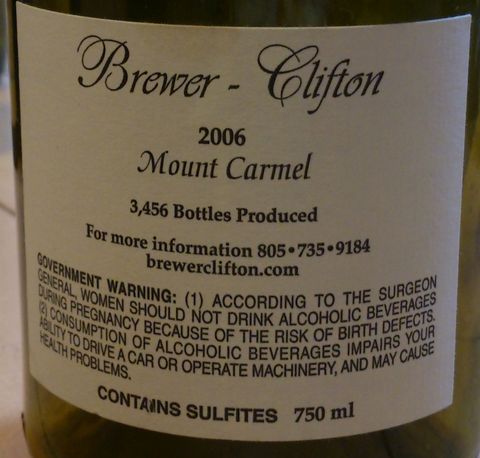 Brewer - Clifton
2006
Mount Carmel
3,456 Bottles Produced
For more information 805•735•9184
brewerclifton.com
GOVERNMENT WARNING: (1) ACCORDING TO THE SURGEON
GENERAL, WOMEN SHOULD NOT DRINK ALCOHOLIC BEVERAGES
DURING PREGNANCY BECAUSE OF THE RISK OF BIRTH DEFECTS.
(2) CONSUMPTION OF ALCOHOLIC BEVERAGES IMPAIRS YOUR
ABILITY TO DRIVE A CAR OR OPERATE MACHINERY, AND MAY CAUSE
HEALTH PROBLEMS.
CONTAINS SULFITES 750 ml